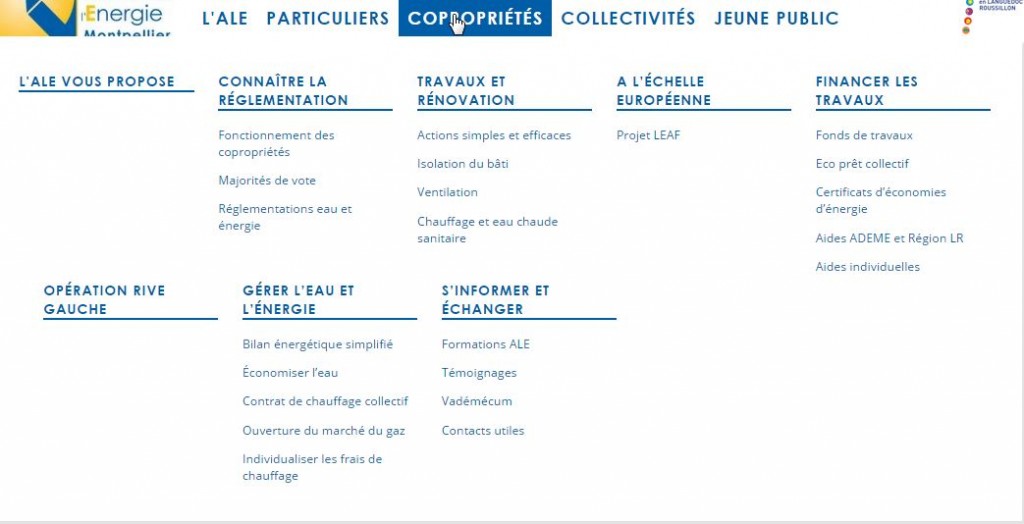 l'Énergie
Montpellier
L'ALE PARTICULIERS COPROPRIÉTÉS COLLECTIVITÉS JEUNE PUBLIC
en LANGUEDOC
ROUSSILLON
L'ALE VOUS PROPOSE
CONNAÎTRE LA
RÉGLEMENTATION
Fonctionnement des
copropriétés
Majorités de vote
Réglementations eau et
énergie
TRAVAUX ET
RÉNOVATION
Actions simples et efficaces
Isolation du bâti
Ventilation
Chauffage et eau chaude
sanitaire
A L'ÉCHELLE
EUROPÉENNE
Projet LEAF
FINANCER LES
TRAVAUX
Fonds de travaux
Eco prêt collectif
Certificats d'économies
d'énergie
Aides ADEME et Région LR
Aides individuelles
OPÉRATION RIVE
GAUCHE
GÉRER L'EAU ET
L'ÉNERGIE
Bilan énergétique simplifié
Économiser l'eau
Contrat de chauffage collectif
Ouverture du marché du gaz
Individualiser les frais de
chauffage
S'INFORMER ET
ÉCHANGER
Formations ALE
Témoignages
Vadémécum
Contacts utiles